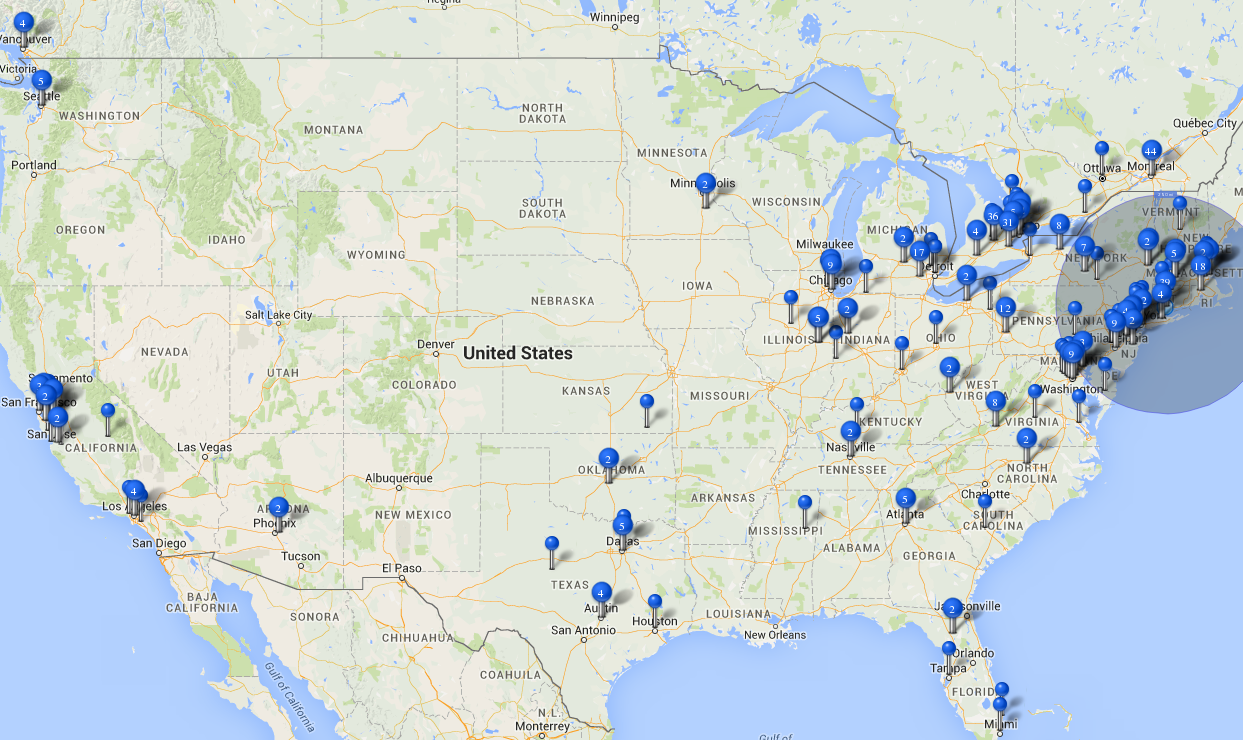 Regina
Winnipeg
4
Vancouver
Victoria
5
Seattle
WASHINGTON
MONTANA
NORTH
DAKOTA
MINNESOTA
Québec City
Ottawa
44
Montreal
Portland
2
Minneapolis
SOUTH
DAKOTA
WISCONSIN
OREGON
IDAHO
WYOMING
Milwaukee
9
Chicago
MICHIGAN
2
17
Detroit
4
36
31
8
VERMONT
7
NEW YORK
2
5
NEW
2
18
MASSACHUSETTS
RI
IOWA
NEBRASKA
Salt Lake City
5
2
ILLINOIS
INDIANA
OHIO
2
12
PENNSYLVANIA
29
4
2
9
2
Philadelphia
NJ
NEVADA
UTAH
Denver
COLORADO
United States
KANSAS
MISSOURI
2
WEST
VIRGINIA
8
3
9
DE
Washington
Sacramento
San Francisco
2
2
San Jose
CALIFORNIA
Las Vegas
KENTUCKY
VIRGINIA
2
Nashville
TENNESSEE
2
NORTH
CAROLINA
Charlotte
4
Los Angeles
San Diego
2
ARIZONA
Phoenix
Tucson
Albuquerque
NEW MEXICO
El Paso
2
OKLAHOMA
ARKANSAS
MISSISSIPPI
ALABAMA
5
Atlanta
GEORGIA
SOUTH
CAROLINA
5
Dallas
TEXAS
4
Austin
San Antonio
Houston
LOUISIANA
New Orleans
2
Jacksonville
Orlando
Tampa
FLORIDA
Miami
BAJA
CALIFORNIA
SONORA
CHIHUAHUA
COAHUILA
Gulf of California
N.L.
Monterrey
Gulf of